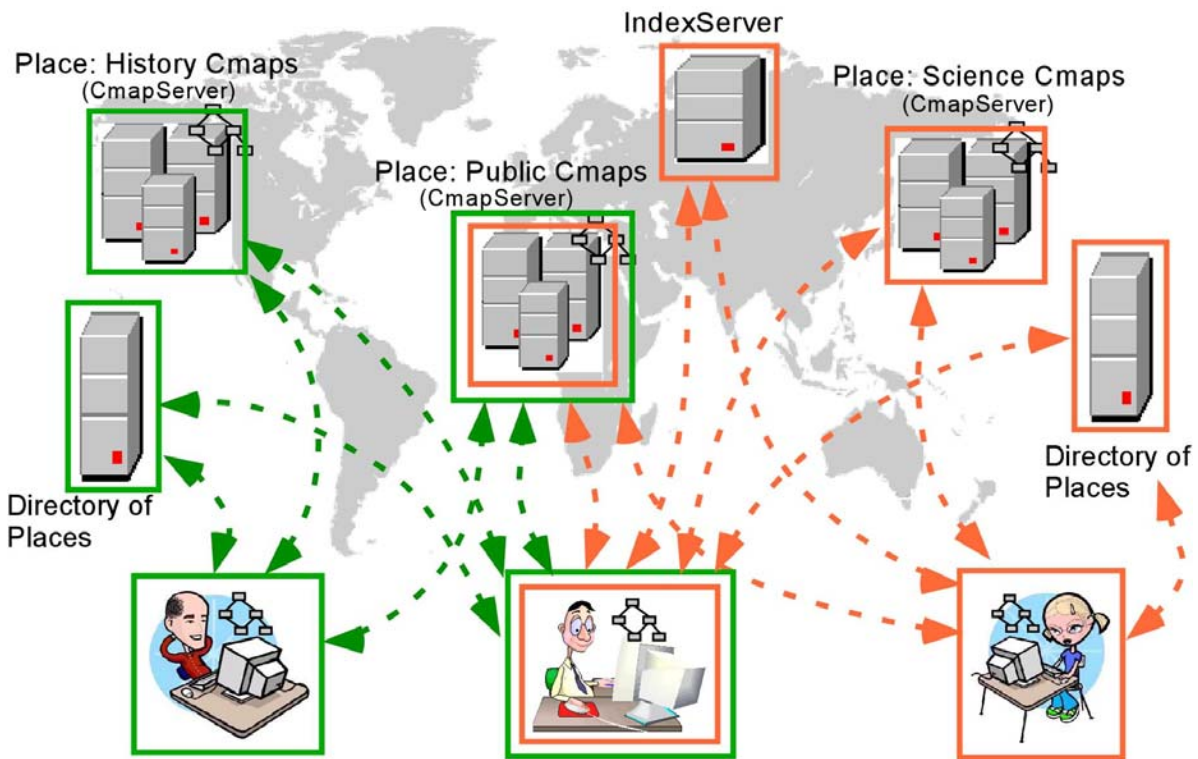 IndexServer
Place: History Cmaps
(CmapServer)
Place: Science Cmaps
(CmapServer)
Place: Public Cmaps
(CmapServer)
Directory of
Places
Directory of
Places